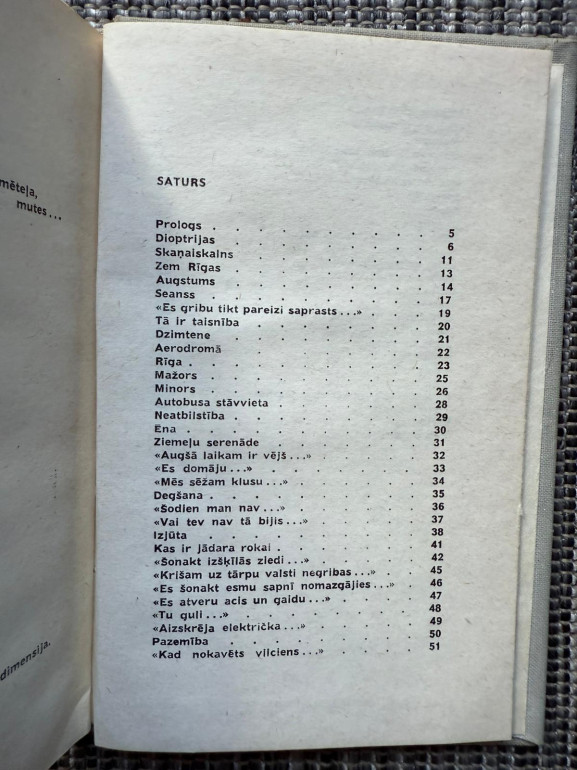 mēteļa,
mutes...
dimensija.
SATURS
Prologs . . . . . . . . 5
Dioptrijas . . . . . . . 6
Skaņaiskalns . . . . . . 11
Zem Rīgas . . . . . . . 13
Augstums . . . . . . . 14
Seanss . . . . . . . . 17
«Es gribu tikt pareizi saprasts...» . . . 19
Tā ir taisnība . . . . . . 20
Dzimtene . . . . . . . 21
Aerodromā . . . . . . . 22
Rīga . . . . . . . . 23
Mažors . . . . . . . . 25
Minors . . . . . . . . 26
Autobusa stāvvieta . . . . . 28
Neatbilstība . . . . . . . 29
Ena . . . . . . . . 30
Ziemeļu serenāde . . . . . 31
«Augšā laikam ir vējš...» . . . . 32
«Es domāju...» . . . . . . 33
«Mēs sēžam klusu...» . . . . . 34
Degšana . . . . . . . . 35
«Šodien man nav...» . . . . . 36
«Vai tev nav tā bijis...» . . . . 37
Izjūta . . . . . . . . 38
Kas ir jādara rokai . . . . . 41
«Šonakt izšķīlās ziedi...» . . . . 42
«Krišam uz tārpu valsti negribas...» . . . 45
«Es šonakt esmu sapnī nomazgājies...» . . 46
«Es atveru acis un gaidu...» . . . . 47
«Tu guli...» . . . . . . . 48
«Aizskrēja električka...» . . . . 49
Pazemība . . . . . . . 50
«Kad nokavēts vilciens...» . . . . 51